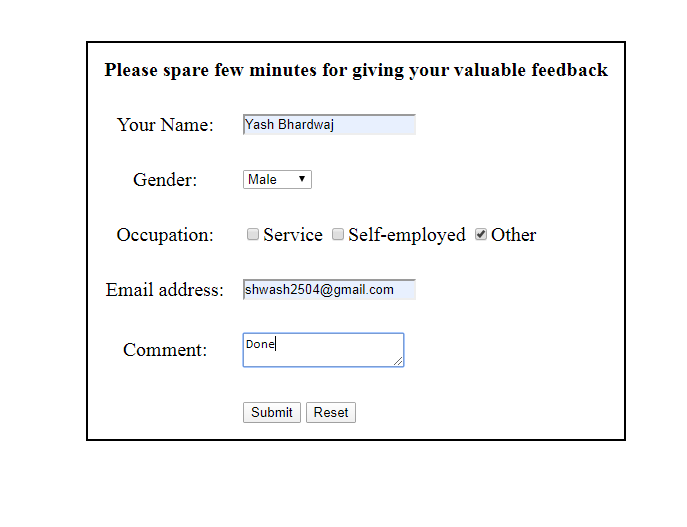 Please spare few minutes for giving your valuable feedback
Your Name: Yash Bhardwaj
Gender: Male
Occupation: Service Self-employed Other
Email address: shwash2504@gmail.com
Comment: Done
Submit Reset